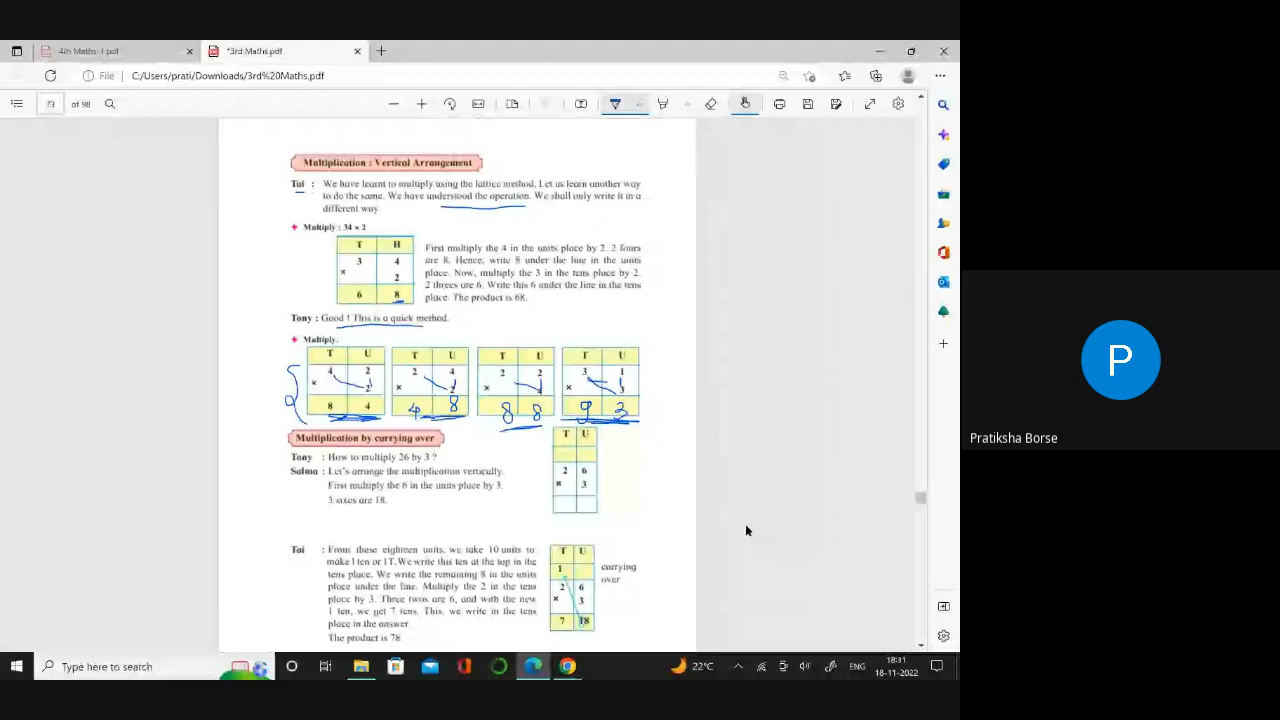 4th Maths-1.pdf
*3rd Maths.pdf
File
C:/Users/prati/Downloads/3rd%20Maths.pdf
73 of 98
Multiplication : Vertical Arrangement
Tai : We have learnt to multiply using the lattice method. Let us learn another way
to do the same. We have understood the operation. We shall only write it in a
different way.
Multiply : 34 × 2
T H
3 4
× 2
6 8
First multiply the 4 in the units place by 2. 2 fours
are 8. Hence, write 8 under the line in the units
place. Now, multiply the 3 in the tens place by 2.
2 threes are 6. Write this 6 under the line in the tens
place. The product is 68.
Tony : Good ! This is a quick method.
Multiply.
T U T U T U T U
4 2 2 4 2 2 3 1
× 2 × × × 3
8 4 4 8 8 8 9 3
Multiplication by carrying over
Tony : How to multiply 26 by 3 ?
Salma : Let's arrange the multiplication vertically.
First multiply the 6 in the units place by 3.
3 sixes are 18.
T U
2 6
× 3
Tai : From these eighteen units, we take 10 units to
make 1 ten or 1T. We write this ten at the top in the
tens place. We write the remaining 8 in the units
place under the line. Multiply the 2 in the tens
place by 3. Three twos are 6, and with the new
1 ten, we get 7 tens. This, we write in the tens
place in the answer
The product is 78
T U
1
2 6
× 3
7 18
carrying
over
P
Pratiksha Borse
Type here to search
22°C
ENG
18:31
18-11-2022